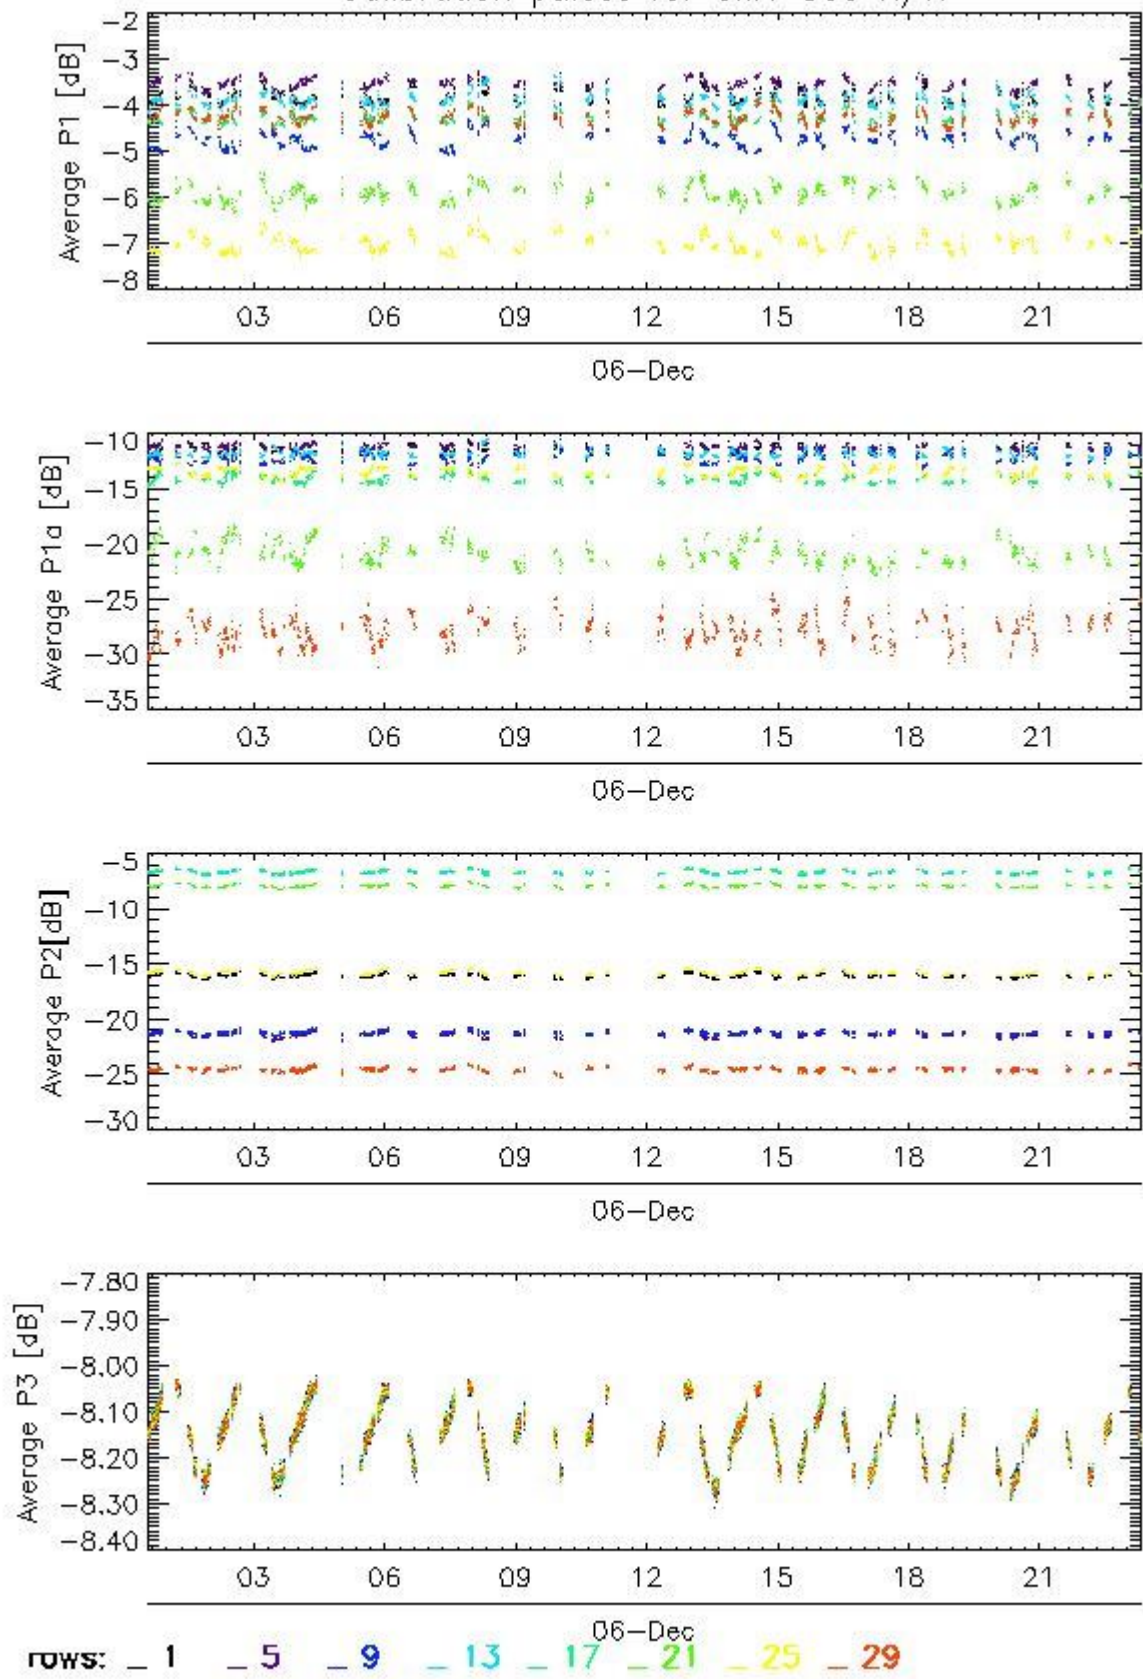 -2
-3
-4
-5
-6
-7
-8
Average P1 [dB]
03 06 09 12 15 18 21
06-Dec
-10
-15
-20
-25
-30
-35
Average P1a [dB]
03 06 09 12 15 18 21
06-Dec
-5
-10
-15
-20
-25
-30
Average P2[dB]
03 06 09 12 15 18 21
06-Dec
-7.80
-7.90
-8.00
-8.10
-8.20
-8.30
-8.40
Average P3 [dB]
03 06 09 12 15 18 21
06-Dec
rows: _ 1 _ 5 _ 9 _ 13 _ 17 _ 21 _ 25 _ 29